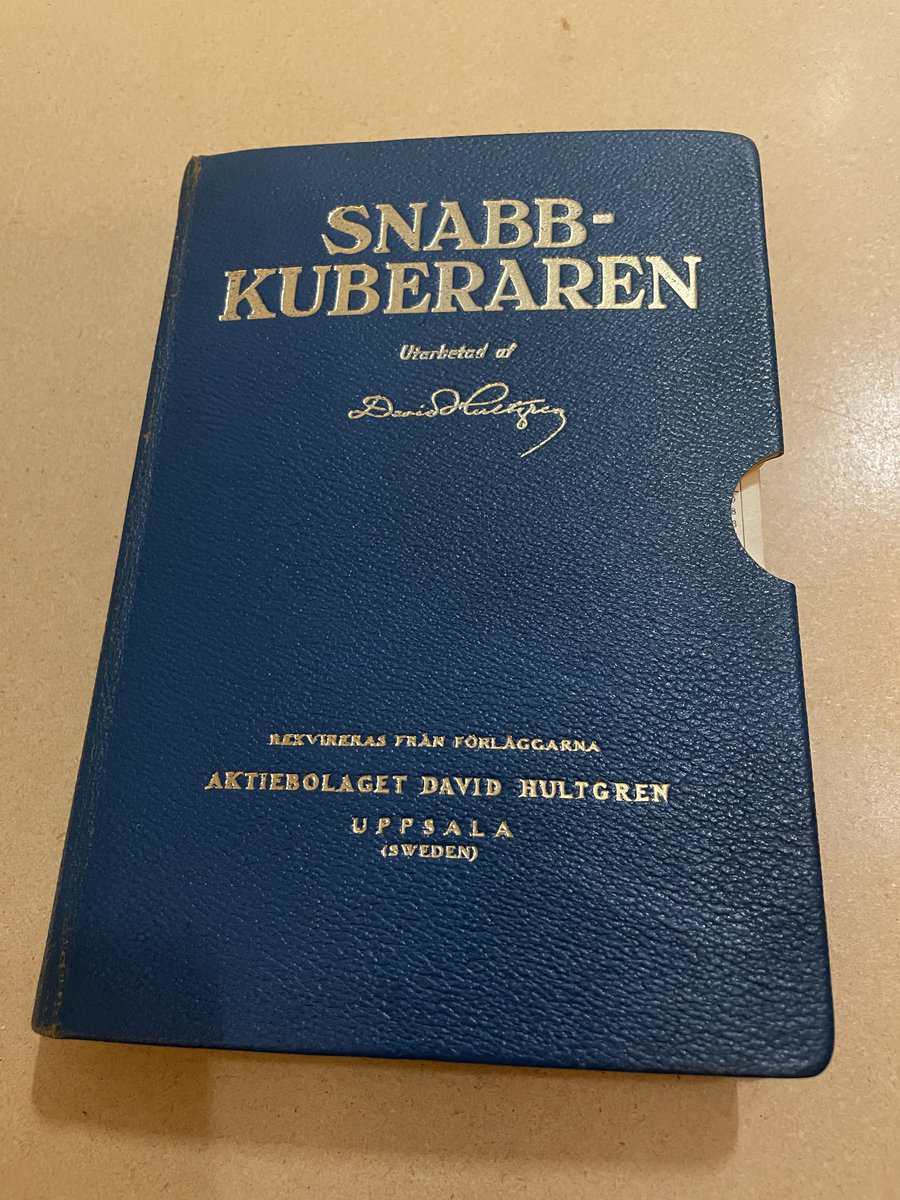 SNABB-
KUBERAREN
Utarbetad af
David Hultgren
REKVIRERAS FRÅN FÖRLÄGGARNA
AKTIEBOLAGET DAVID HULTGREN
UPPSALA
(SWEDEN)